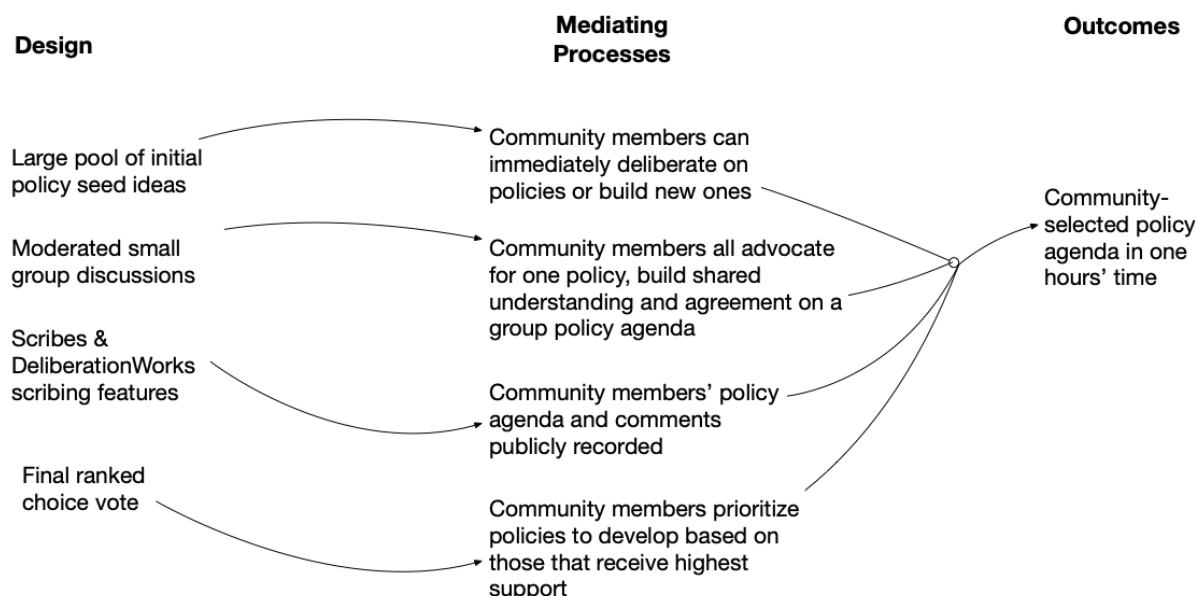 Design
Mediating
Processes
Outcomes
Large pool of initial
policy seed ideas
Community members can
immediately deliberate on
policies or build new ones
Moderated small
group discussions
Community members all advocate
for one policy, build shared
understanding and agreement on a
group policy agenda
Scribes &
DeliberationWorks
scribing features
Community members’ policy
agenda and comments
publicly recorded
Final ranked
choice vote
Community members prioritize
policies to develop based on
those that receive highest
support
Community-
selected policy
agenda in one
hours’ time